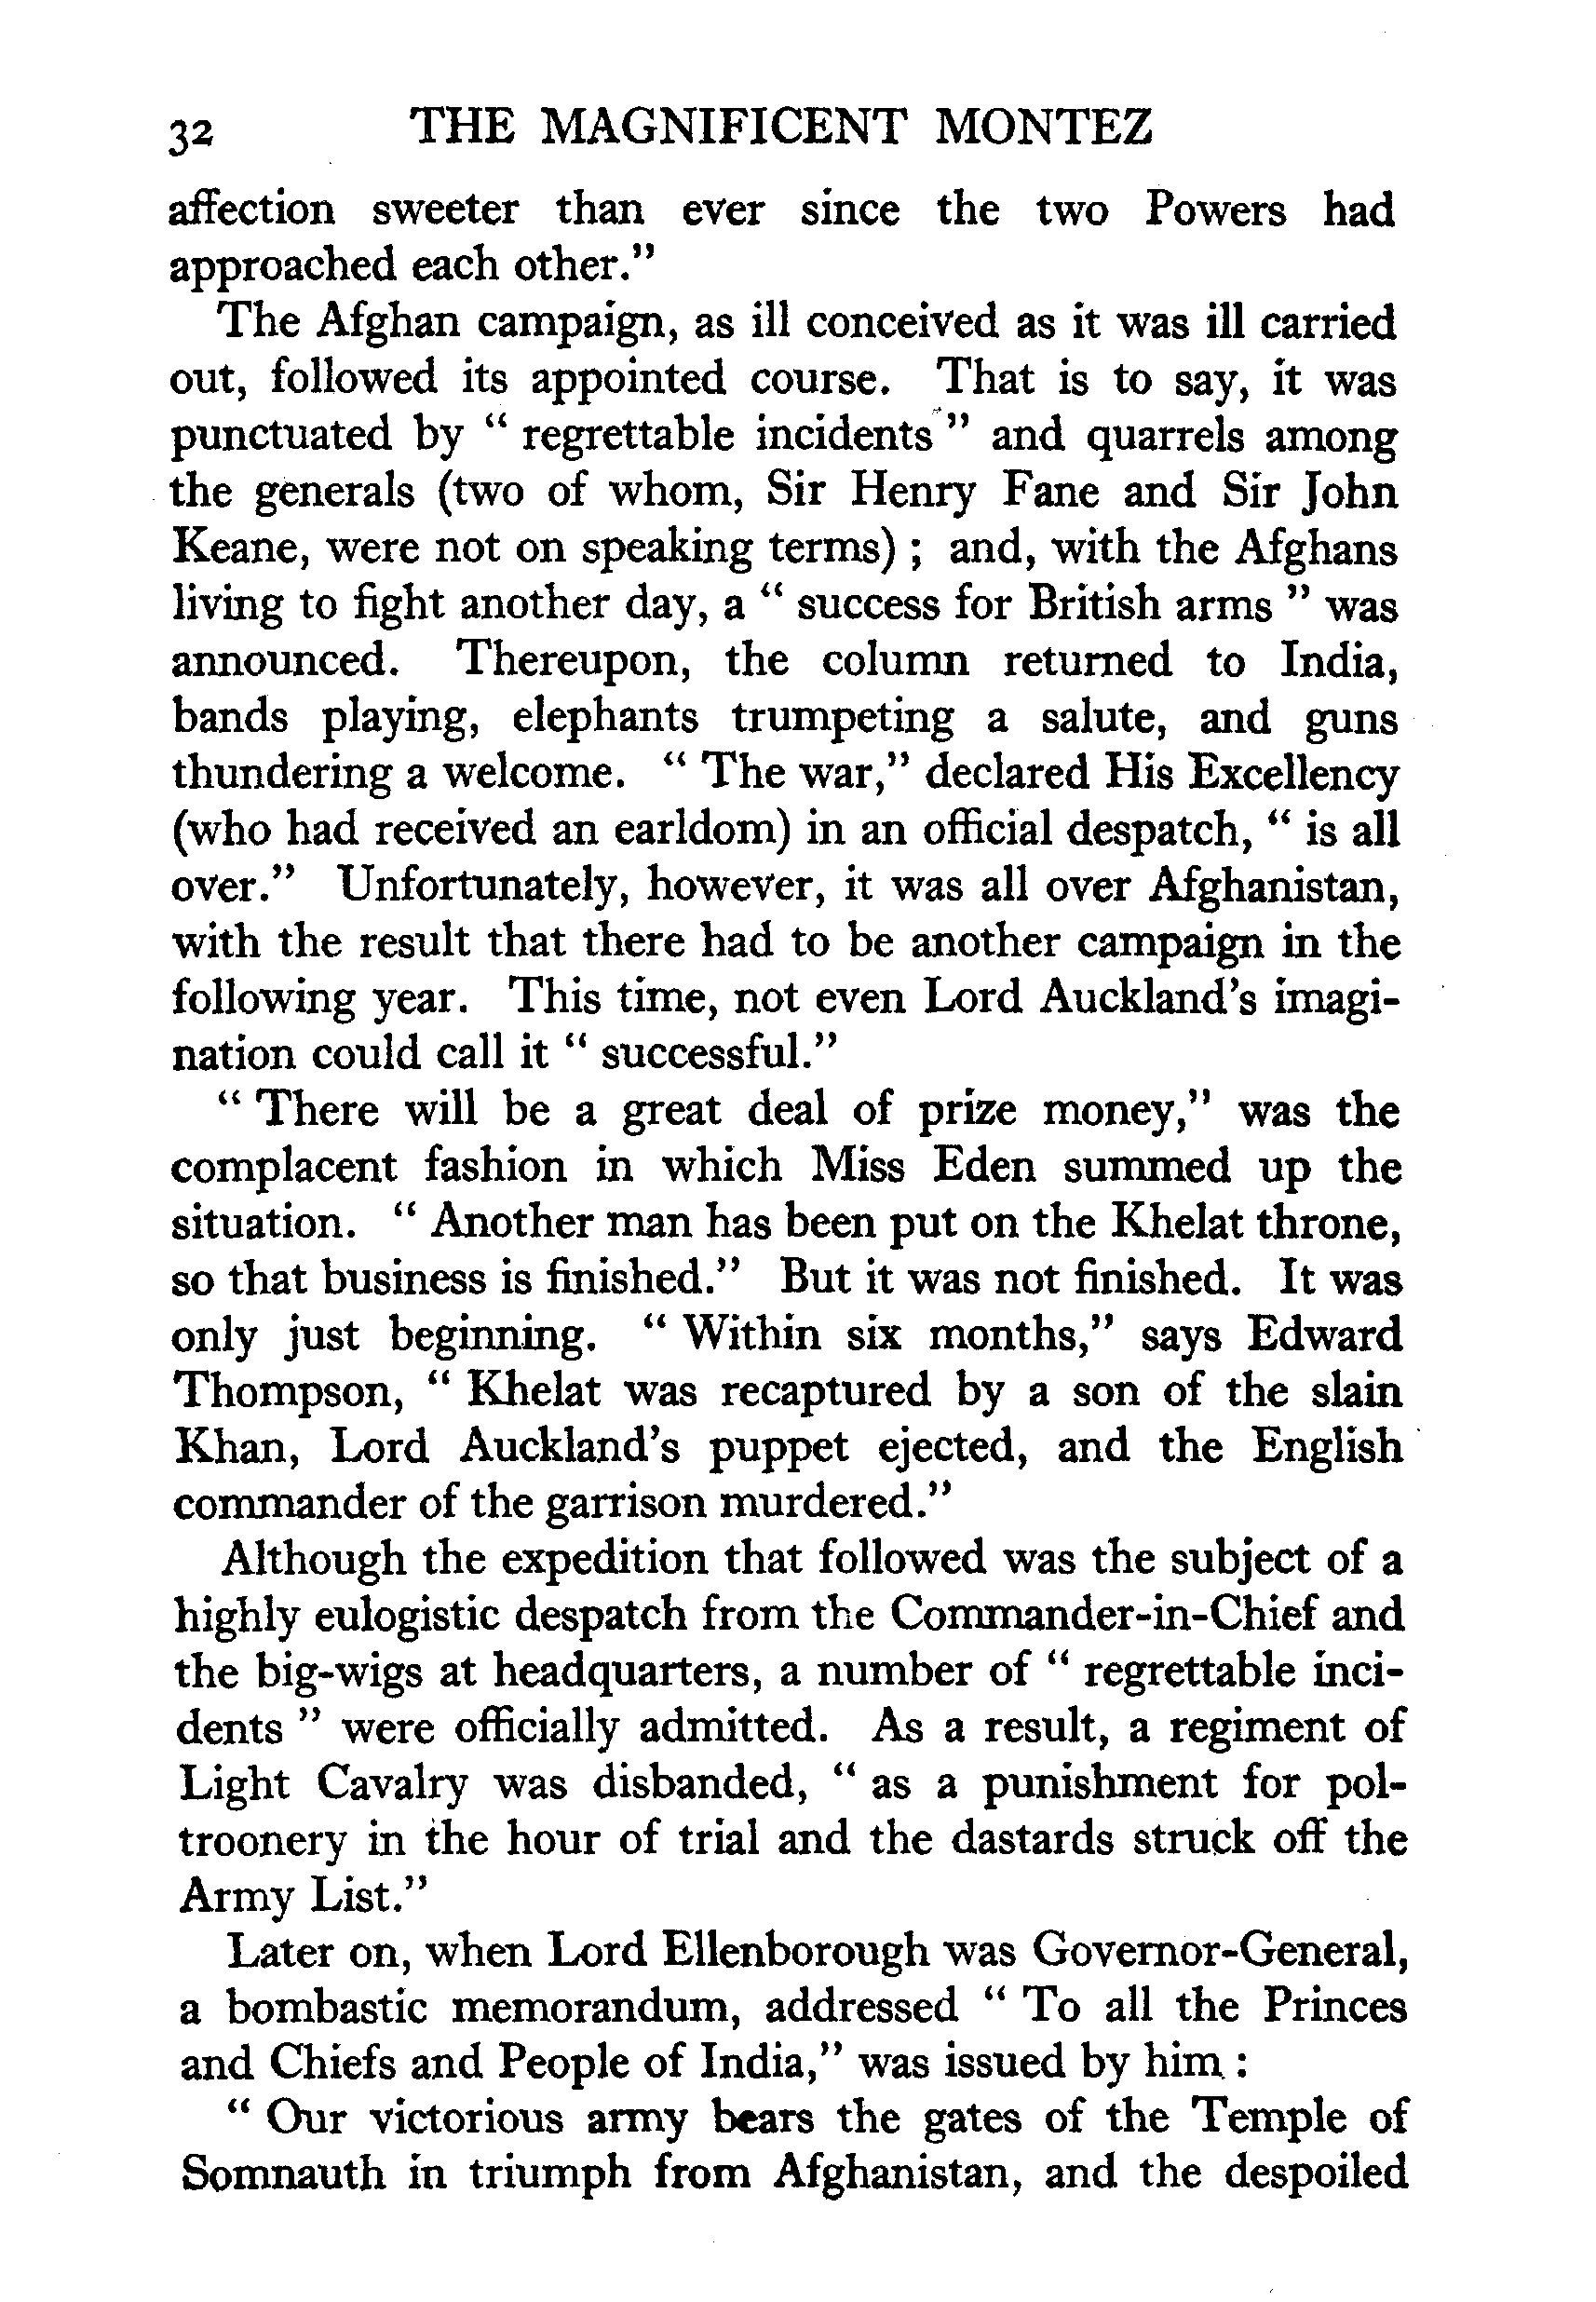 32 THE MAGNIFICENT MONTEZ
affection sweeter than ever since the two Powers had
approached each other."
The Afghan campaign, as ill conceived as it was ill carried
out, followed its appointed course. That is to say, it was
punctuated by " regrettable incidents " and quarrels among
the generals (two of whom, Sir Henry Fane and Sir John
Keane, were not on speaking terms) ; and, with the Afghans
living to fight another day, a " success for British arms " was
announced. Thereupon, the column returned to India,
bands playing, elephants trumpeting a salute, and guns
thundering a welcome. " The war," declared His Excellency
(who had received an earldom) in an official despatch, " is all
over." Unfortunately, however, it was all over Afghanistan,
with the result that there had to be another campaign in the
following year. This time, not even Lord Auckland's imagi-
nation could call it " successful."
" There will be a great deal of prize money," was the
complacent fashion in which Miss Eden summed up the
situation. " Another man has been put on the Khelat throne,
so that business is finished." But it was not finished. It was
only just beginning. " Within six months," says Edward
Thompson, " Khelat was recaptured by a son of the slain
Khan, Lord Auckland's puppet ejected, and the English
commander of the garrison murdered."
Although the expedition that followed was the subject of a
highly eulogistic despatch from the Commander-in-Chief and
the big-wigs at headquarters, a number of " regrettable inci-
dents " were officially admitted. As a result, a regiment of
Light Cavalry was disbanded, " as a punishment for pol-
troonery in the hour of trial and the dastards struck off the
Army List."
Later on, when Lord Ellenborough was Governor-General,
a bombastic memorandum, addressed " To all the Princes
and Chiefs and People of India," was issued by him :
" Our victorious army bears the gates of the Temple of
Somnauth in triumph from Afghanistan, and the despoiled